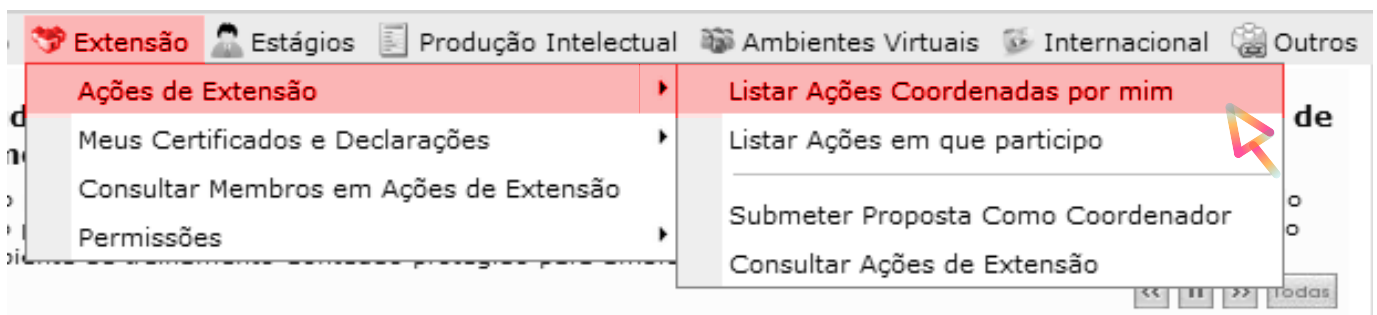 Extensão Estágios Produção Intelectual Ambientes Virtuais Internacional Outros
Ações de Extensão
Meus Certificados e Declarações
Consultar Membros em Ações de Extensão
Permissões
Listar Ações Coordenadas por mim
Listar Ações em que participo
Submeter Proposta Como Coordenador
Consultar Ações de Extensão
de
<< >> Todas